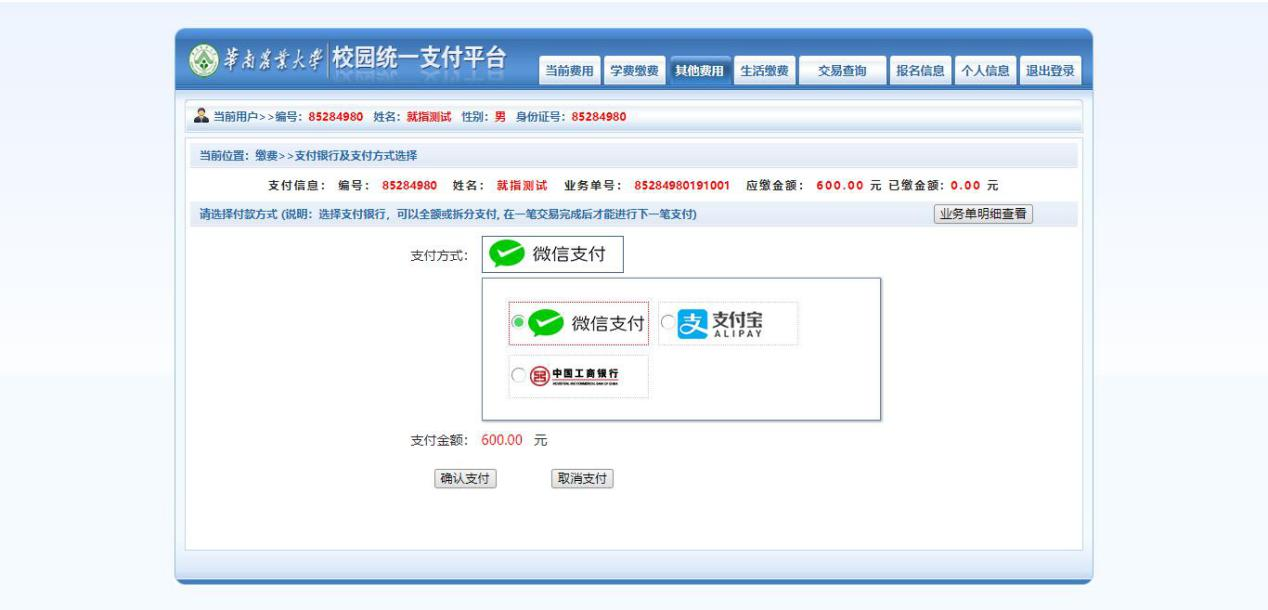 华南农业大学 校园统一支付平台
当前费用 学费缴费 其他费用 生活缴费 交易查询 报名信息 个人信息 退出登录
当前用户>>编号：85284980 姓名：就指测试 性别：男 身份证号：85284980
当前位置：缴费>>支付银行及支付方式选择
支付信息： 编号： 85284980 姓名： 就指测试 业务单号： 85284980191001 应缴金额： 600.00 元 已缴金额：0.00 元
请选择付款方式 (说明：选择支付银行，可以全额或拆分支付, 在一笔交易完成后才能进行下一笔支付) 业务单明细查看
支付方式： 微信支付
微信支付 支付宝
ALIPAY
中国工商银行
INDUSTRIAL AND COMMERCIAL BANK OF CHINA
支付金额： 600.00 元
确认支付 取消支付